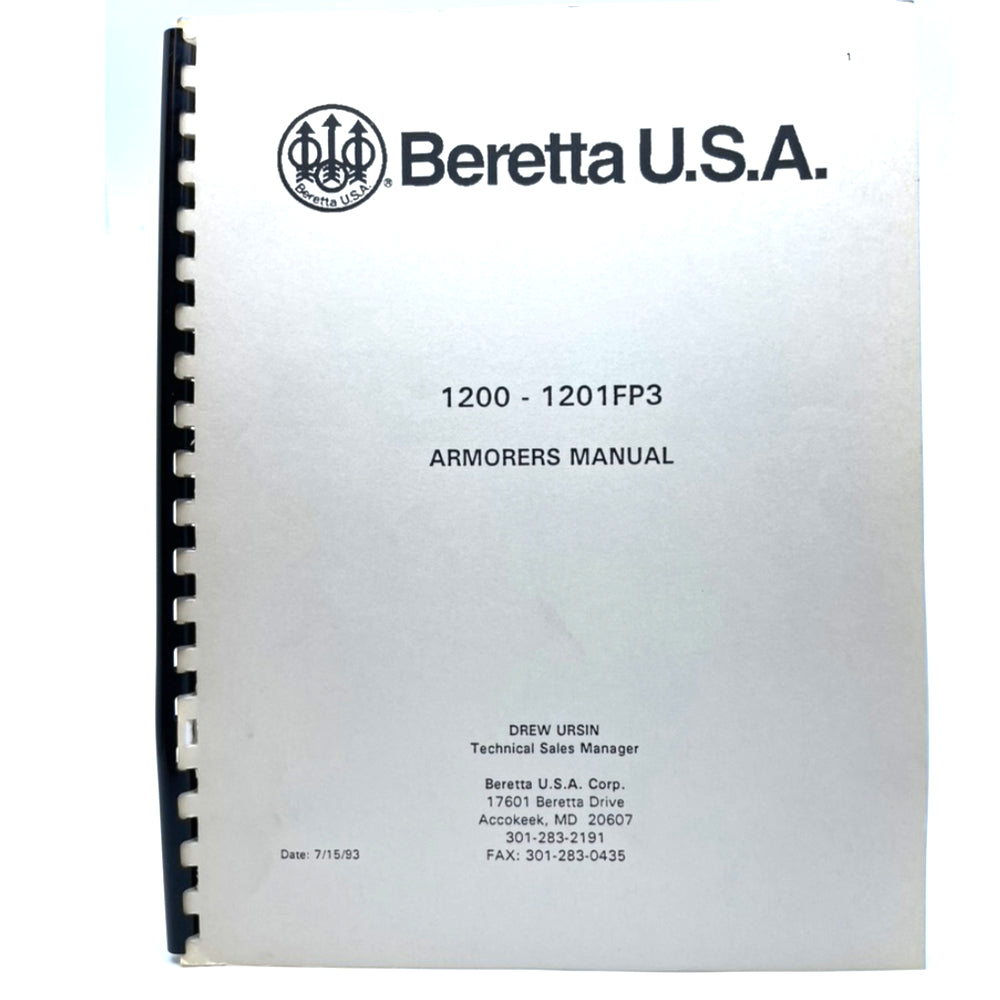 1
Beretta U.S.A.
Beretta U.S.A.
®
1200 - 1201FP3
ARMORERS MANUAL
DREW URSIN
Technical Sales Manager
Beretta U.S.A. Corp.
17601 Beretta Drive
Accokeek, MD 20607
301-283-2191
Date: 7/15/93
FAX: 301-283-0435